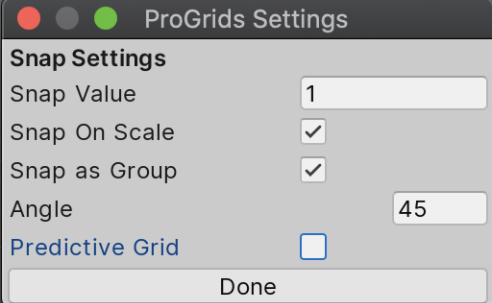 ProGrids Settings
Snap Settings
Snap Value 1
Snap On Scale
Snap as Group
Angle 45
Predictive Grid
Done